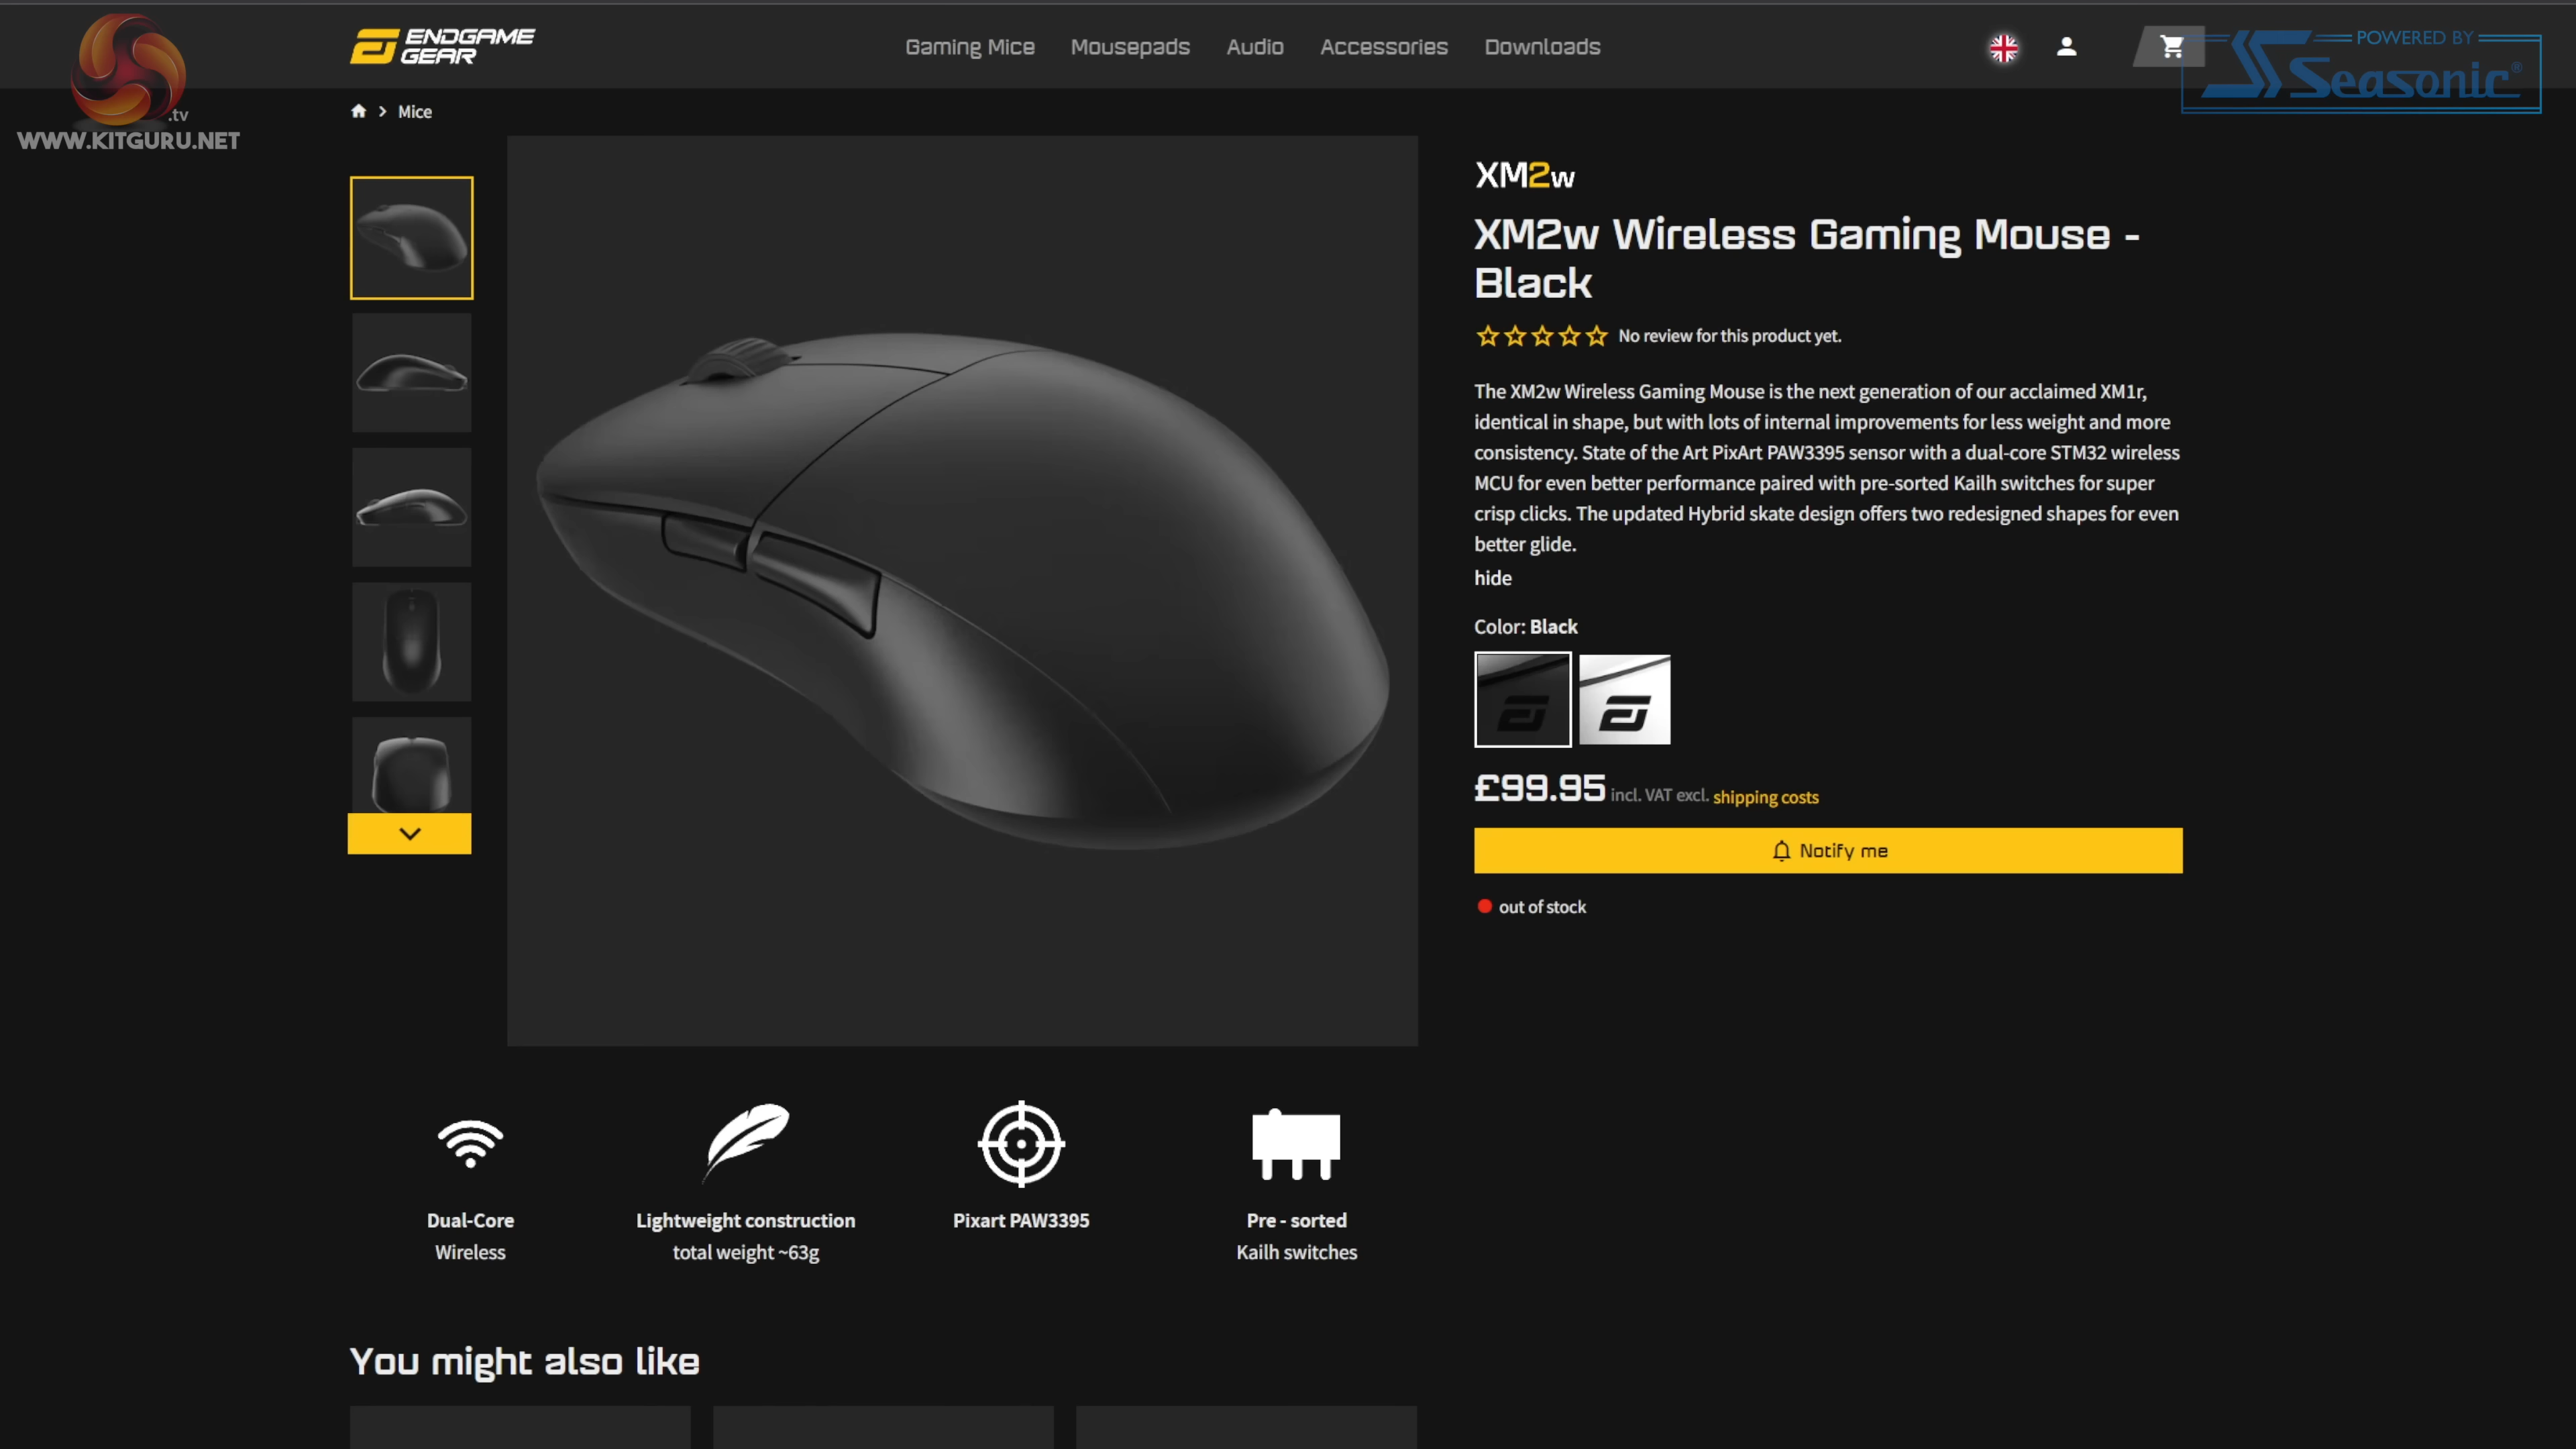 ENDGAME
GEAR
Gaming Mice Mousepads Audio Accessories Downloads
POWERED BY
Seasonic®
.tv
WWW.KITGURU.NET
> Mice
XM2w
XM2w Wireless Gaming Mouse -
Black
No review for this product yet.
The XM2w Wireless Gaming Mouse is the next generation of our acclaimed XM1r,
identical in shape, but with lots of internal improvements for less weight and more
consistency. State of the Art PixArt PAW3395 sensor with a dual-core STM32 wireless
MCU for even better performance paired with pre-sorted Kailh switches for super
crisp clicks. The updated Hybrid skate design offers two redesigned shapes for even
better glide.
hide
Color: Black
£99.95 incl. VAT excl. shipping costs
Notify me
out of stock
Dual-Core
Wireless
Lightweight construction
total weight ~63g
Pixart PAW3395
Pre - sorted
Kailh switches
You might also like